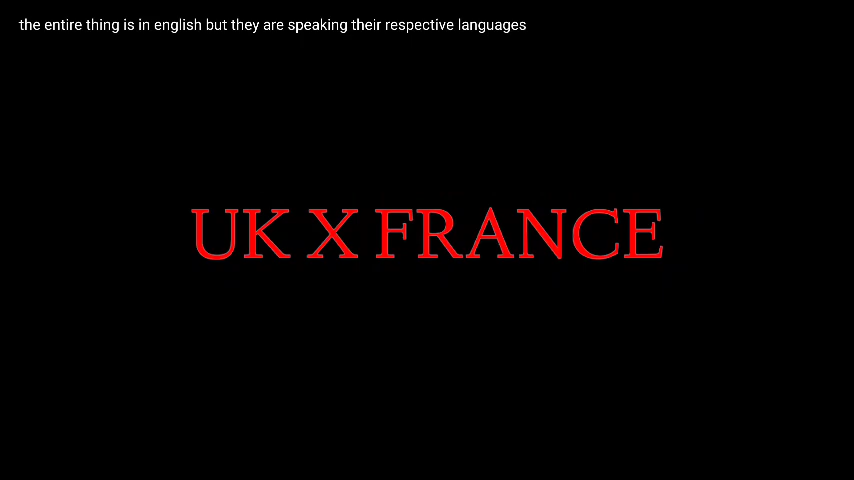 the entire thing is in english but they are speaking their respective languages
UK X FRANCE